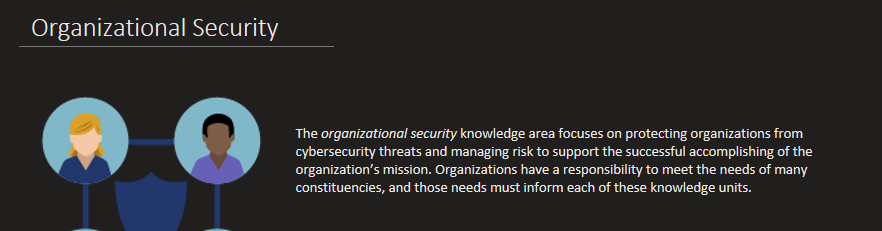 Organizational Security
The organizational security knowledge area focuses on protecting organizations from
cybersecurity threats and managing risk to support the successful accomplishing of the
organization's mission. Organizations have a responsibility to meet the needs of many
constituencies, and those needs must inform each of these knowledge units.